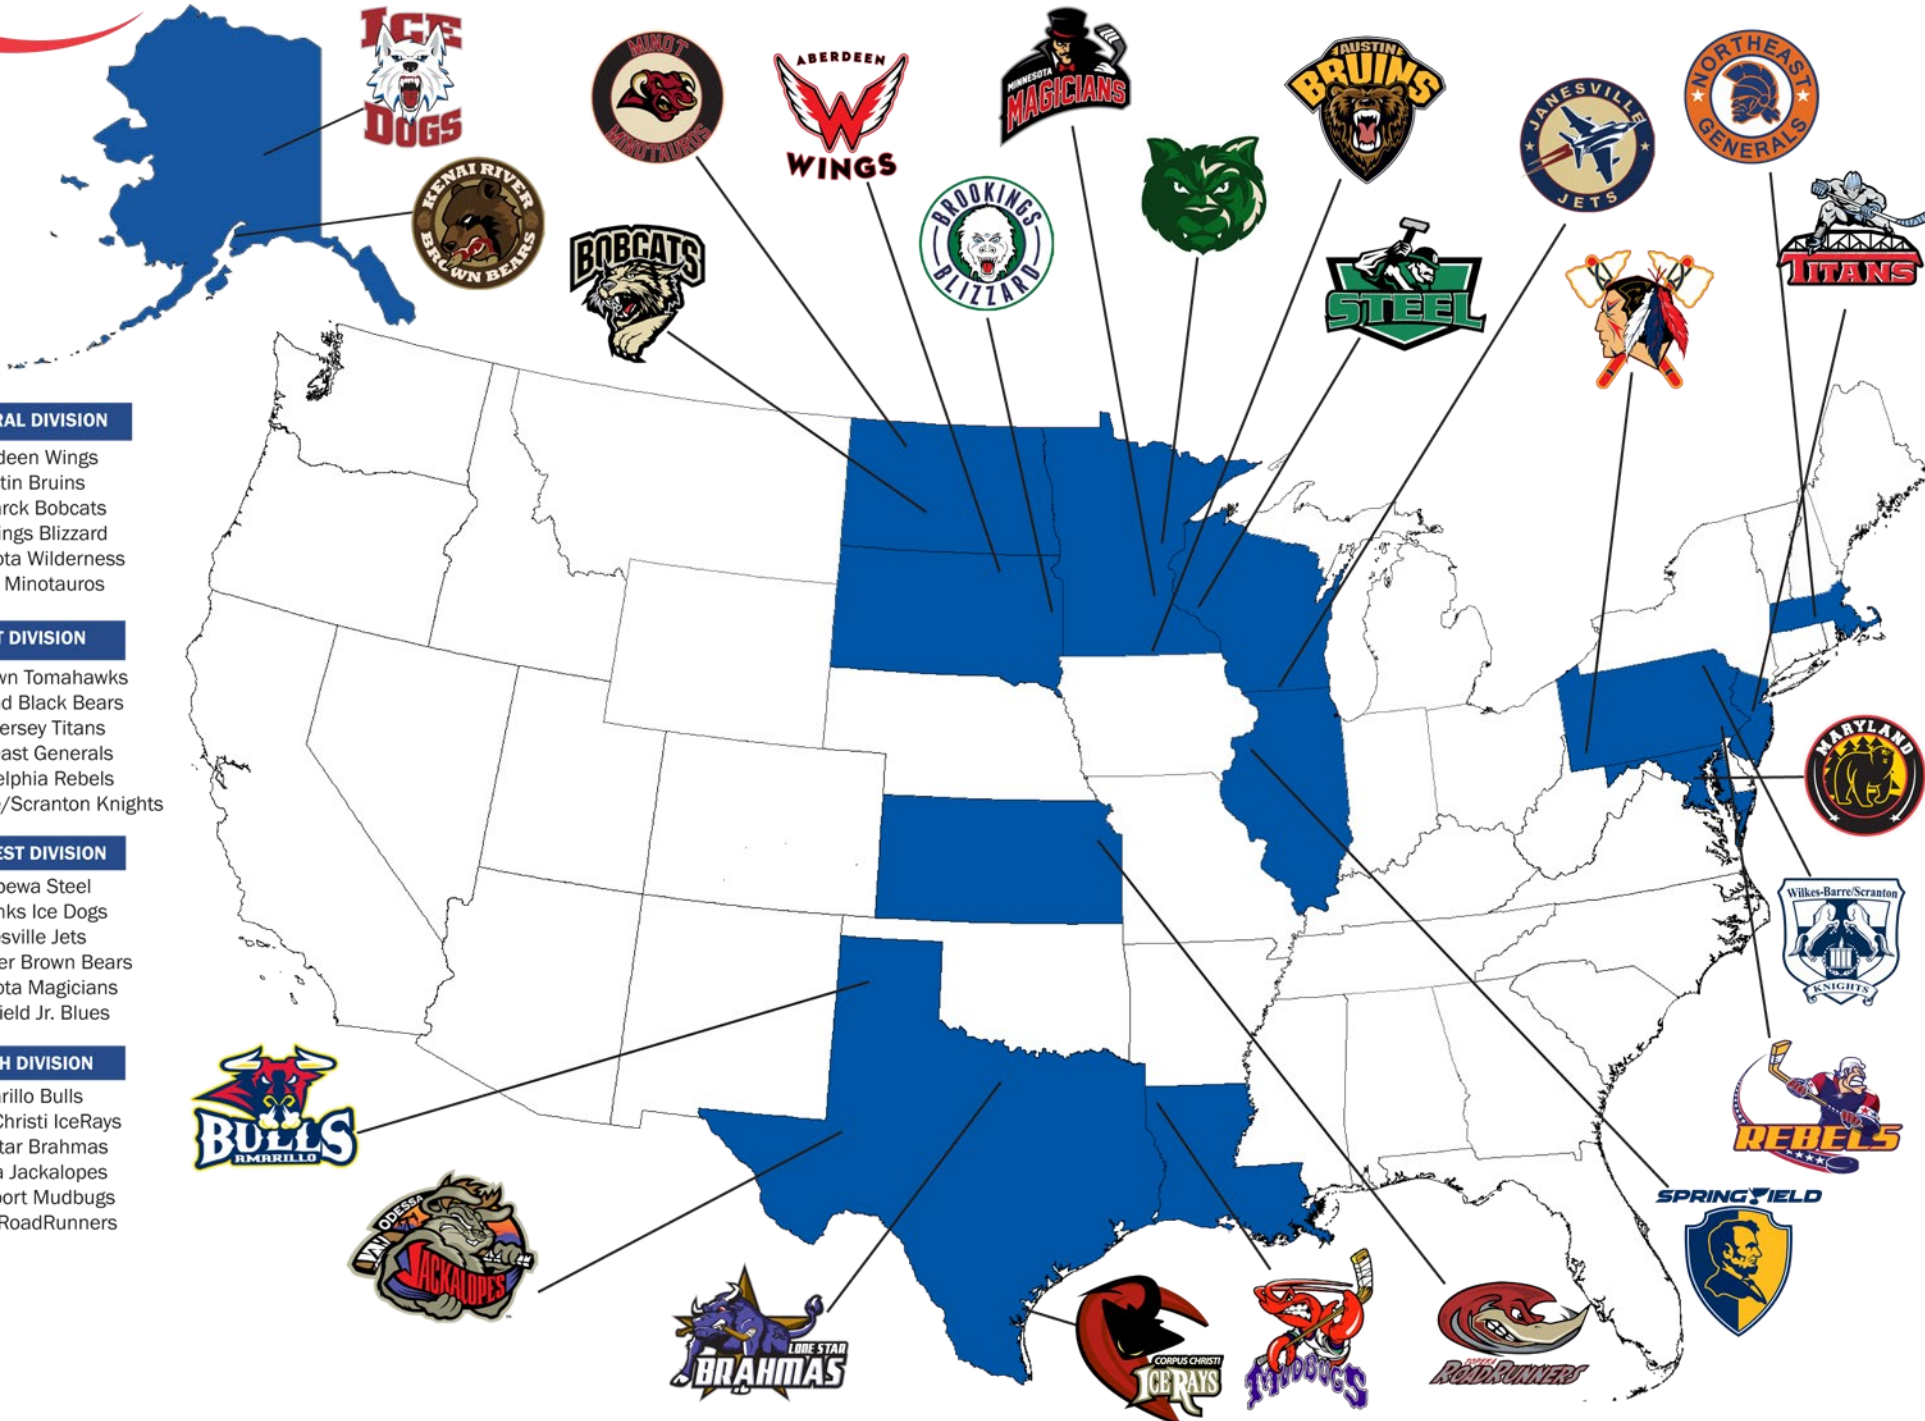 ICE
DOGS
KENAI RIVER
BROWN BEARS
MINOT
MINOTAUROS
BOBCATS
ABERDEEN
WINGS
BROOKINGS
BLIZZARD
MINNESOTA
MAGICIANS
AUSTIN
BRUINS
STEEL
JANESVILLE
JETS
NORTHEAST
GENERALS
TITANS
RAL DIVISION
deen Wings
tin Bruins
arck Bobcats
ings Blizzard
ota Wilderness
Minotauros
T DIVISION
wn Tomahawks
d Black Bears
ersey Titans
east Generals
elphia Rebels
e/Scranton Knights
EST DIVISION
pewa Steel
nks Ice Dogs
esville Jets
er Brown Bears
ota Magicians
field Jr. Blues
H DIVISION
rillo Bulls
Christi IceRays
tar Brahmas
a Jackalopes
port Mudbugs
RoadRunners
MARYLAND
Wilkes-Barre/Scranton
KNIGHTS
REBELS
SPRINGFIELD
BULLS
AMARILLO
ODESSA
JACKALOPES
LONE STAR
BRAHMAS
CORPUS CHRISTI
ICERAYS
MUDBUGS
TOPEKA
ROADRUNNERS